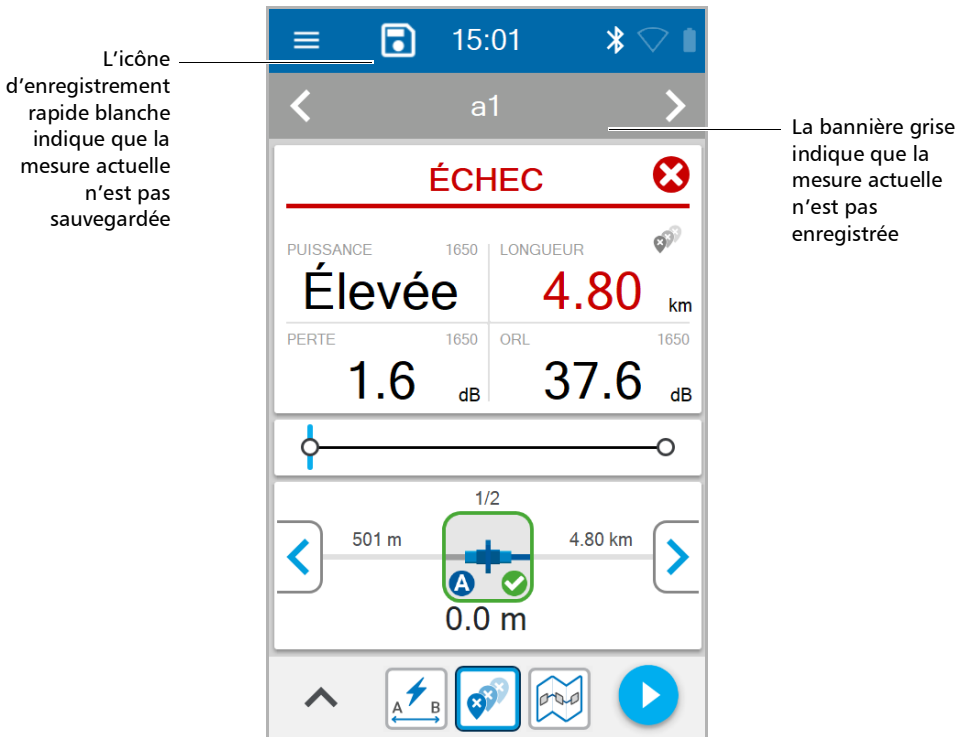 L’icône
d’enregistrement
rapide blanche
indique que la
mesure actuelle
n’est pas
sauvegardée
15:01
a1
La bannière grise
indique que la
mesure actuelle
n’est pas
enregistrée
ÉCHEC
PUISSANCE 1650
Élevée
LONGUEUR
4.80 km
PERTE 1650
1.6 dB
ORL 1650
37.6 dB
1/2
501 m
4.80 km
A
0.0 m
A B